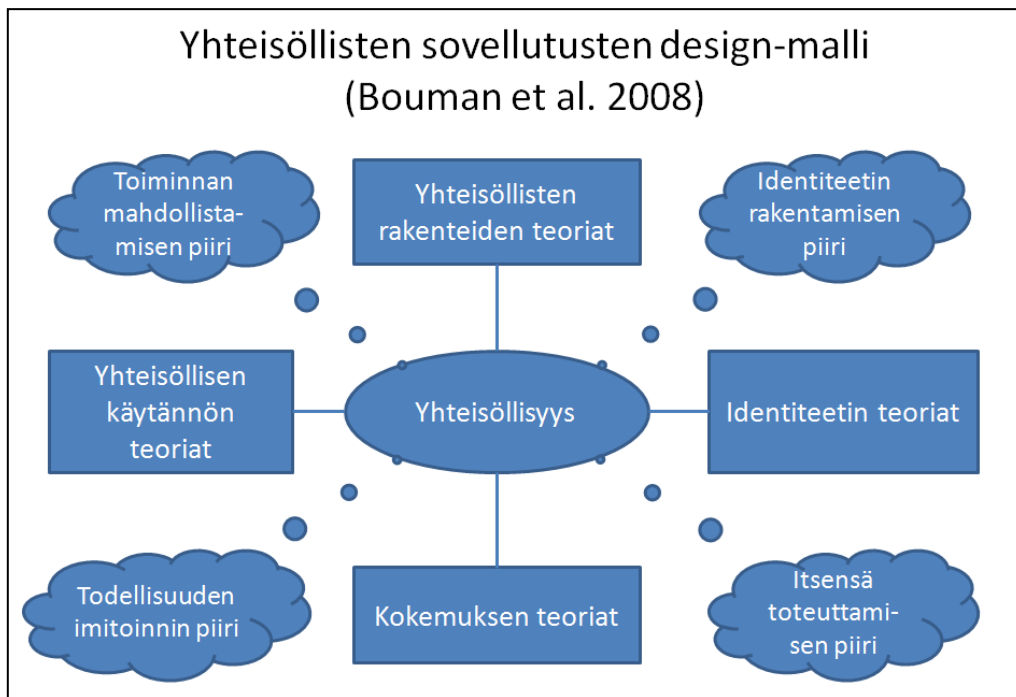 Yhteisöllisten sovellutusten design-malli
(Bouman et al. 2008)
Toiminnan
mahdollista-
misen piiri
Yhteisöllisten
rakenteiden teoriat
Identiteetin
rakentamisen
piiri
Yhteisöllisen
käytännön
teoriat
Yhteisöllisyys
Identiteetin teoriat
Todellisuuden
imitoinnin piiri
Kokemuksen teoriat
Itsensä
toteuttami-
sen piiri